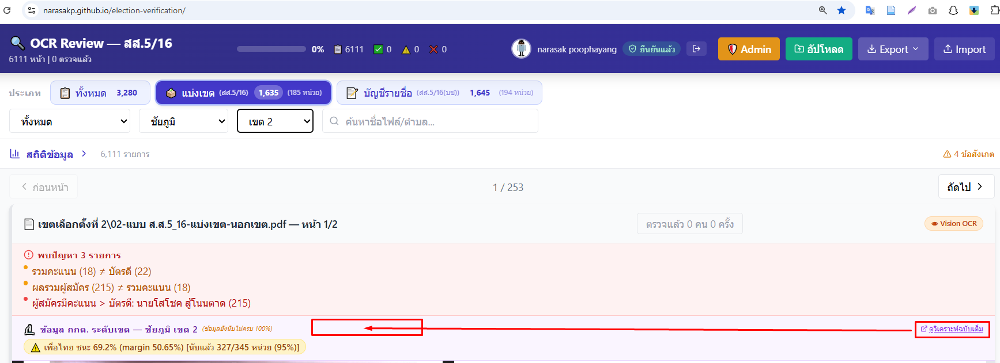 narasakp.github.io/election-verification/
OCR Review — สส.5/16
6111 หน้า | 0 ตรวจแล้ว
0% 6111 0 0 0
narasak poophayang ยืนยันแล้ว Admin อัปโหลด Export Import
ประเภท ทั้งหมด 3,280 แบ่งเขต (สส.5/16) 1,635 (185 หน่วย) บัญชีรายชื่อ (สส.5/16(บช)) 1,645 (194 หน่วย)
ทั้งหมด ชัยภูมิ เขต 2 ค้นหาชื่อไฟล์/ตำบล...
สถิติข้อมูล 6,111 รายการ 4 ข้อสังเกต
ก่อนหน้า 1 / 253 ถัดไป
เขตเลือกตั้งที่ 2\02-แบบ ส.ส.5_16-แบ่งเขต-นอกเขต.pdf — หน้า 1/2 ตรวจแล้ว 0 คน 0 ครั้ง Vision OCR
พบปัญหา 3 รายการ
รวมคะแนน (18) ≠ บัตรดี (22)
ผลรวมผู้สมัคร (215) ≠ รวมคะแนน (18)
ผู้สมัครมีคะแนน > บัตรดี: นายโสโชค สู้โนนตาด (215)
ข้อมูล กกต. ระดับเขต — ชัยภูมิ เขต 2 (ข้อมูลยังนับไม่ครบ 100%) ดูวิเคราะห์ฉบับเต็ม
เพื่อไทย ชนะ 69.2% (margin 50.65%) [นับแล้ว 327/345 หน่วย (95%)]